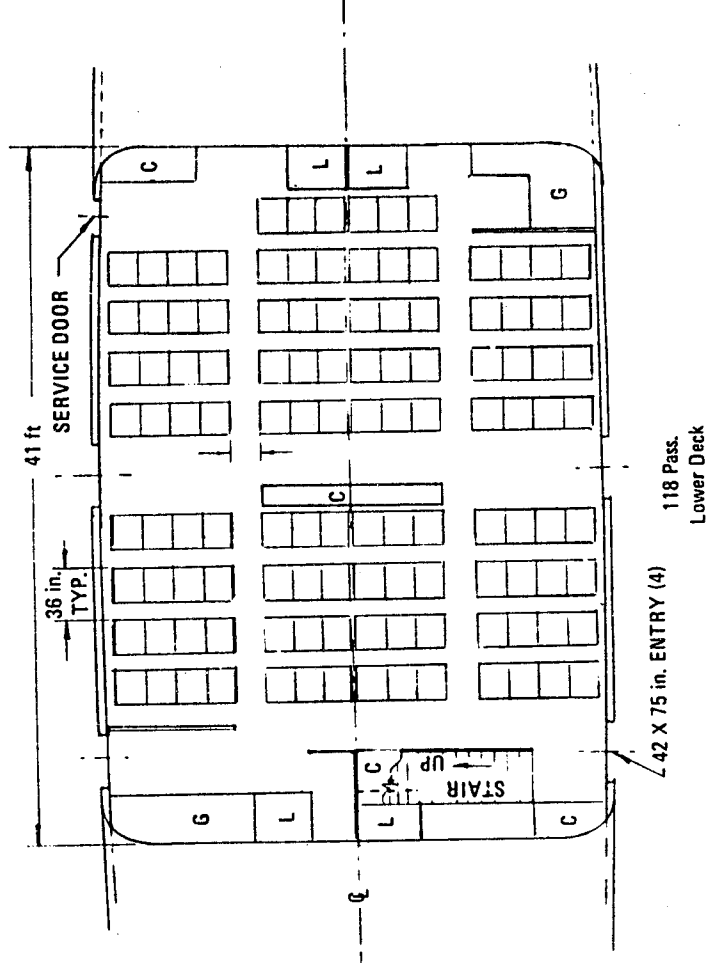 41 ft
SERVICE DOOR
36 in.
TYP.
C
L
L
G
C
G
L
L
C
UP
STAIR
C
℄
42 X 75 in. ENTRY (4)
118 Pass.
Lower Deck